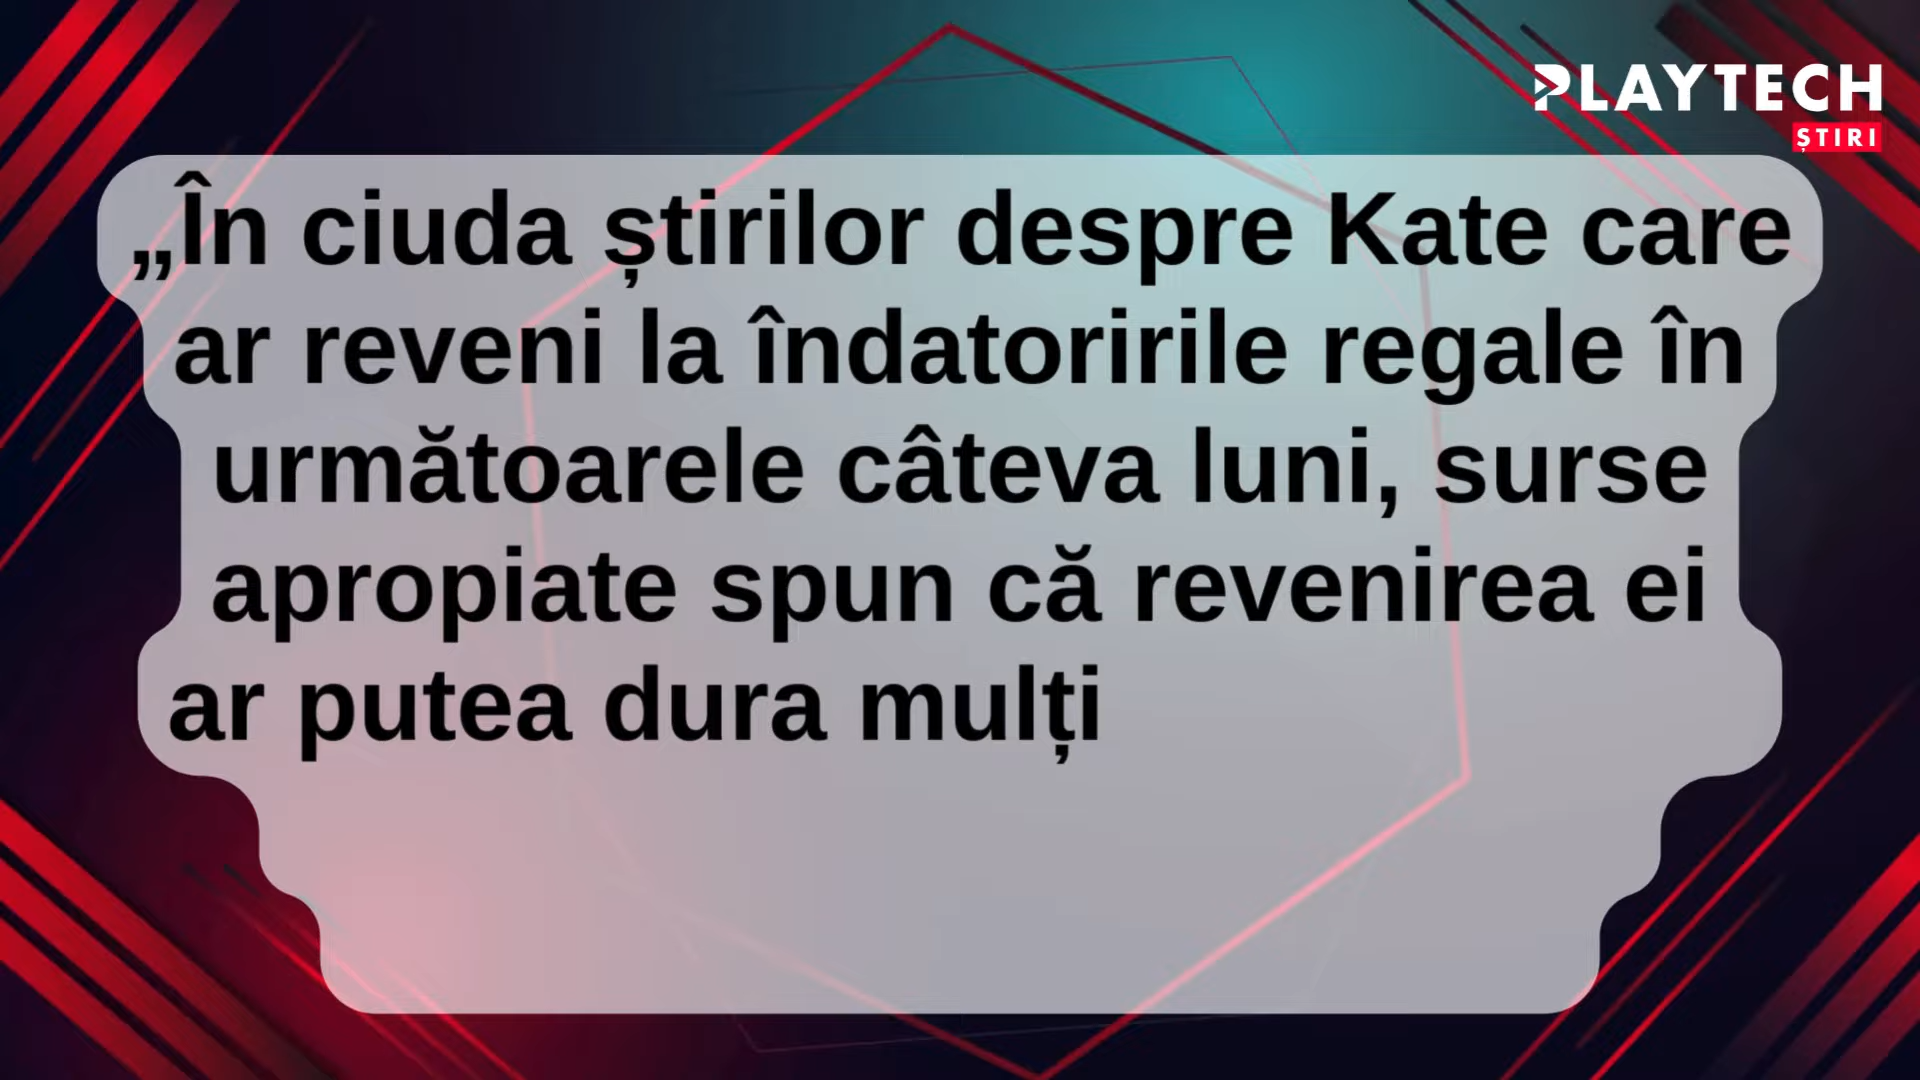 PLAYTECH
ȘTIRI
„În ciuda știrilor despre Kate care
ar reveni la îndatoririle regale în
următoarele câteva luni, surse
apropiate spun că revenirea ei
ar putea dura mulți